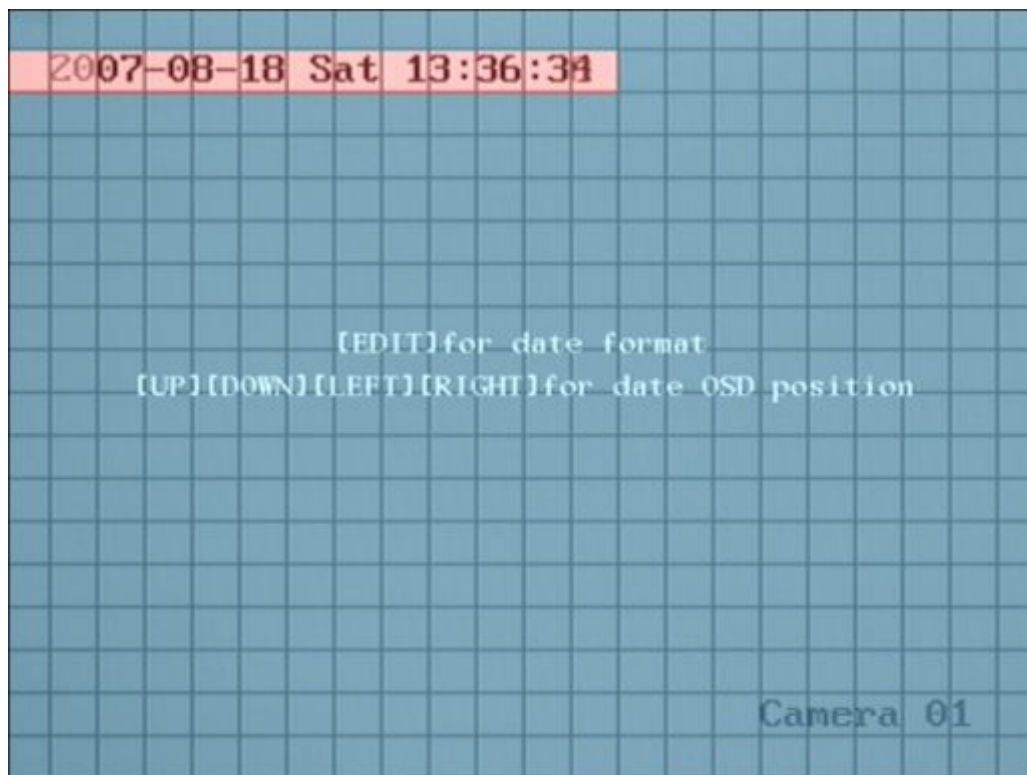 2007-08-18 Sat 13:36:34
[EDIT]for date format
[UP][DOWN][LEFT][RIGHT]for date OSD position
Camera 01